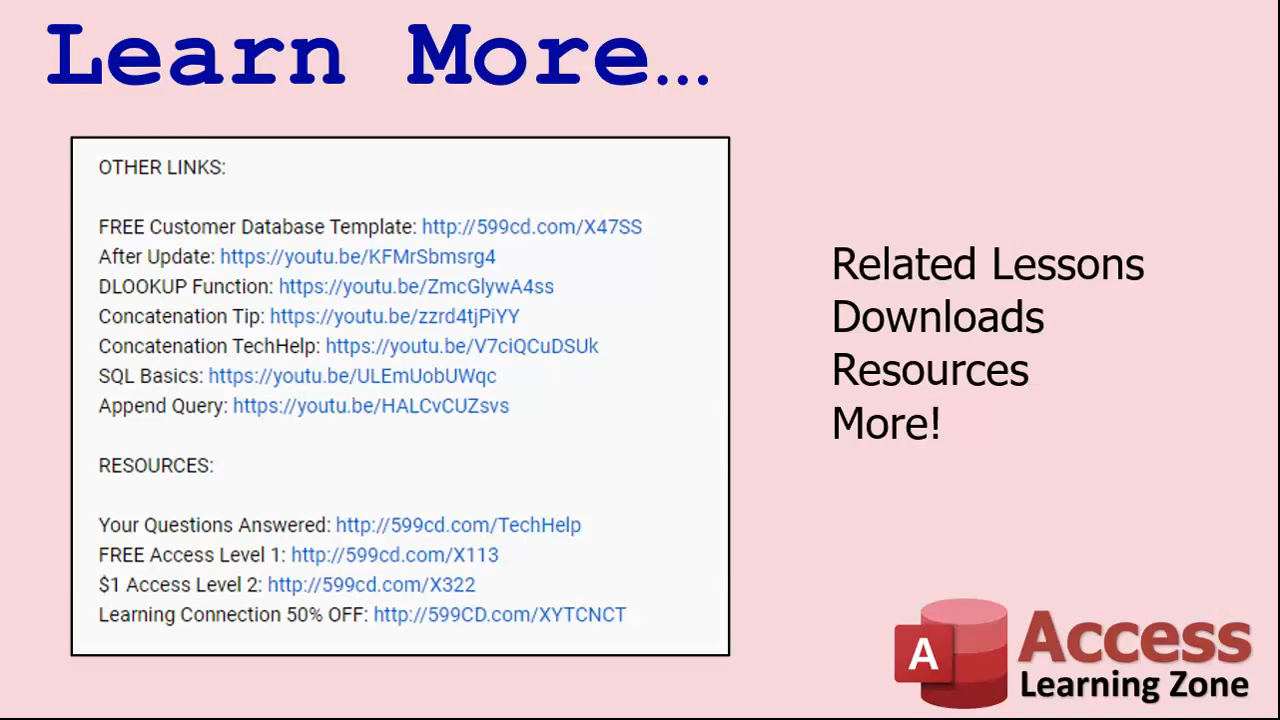 Learn More...
OTHER LINKS:
FREE Customer Database Template: http://599cd.com/X47SS
After Update: https://youtu.be/KFMrSbmsrg4
DLOOKUP Function: https://youtu.be/ZmcGlywA4ss
Concatenation Tip: https://youtu.be/zzrd4tjPiYY
Concatenation TechHelp: https://youtu.be/V7ciQCuDSUk
SQL Basics: https://youtu.be/ULEmUobUWqc
Append Query: https://youtu.be/HALCvCUZsvs
RESOURCES:
Your Questions Answered: http://599cd.com/TechHelp
FREE Access Level 1: http://599cd.com/X113
$1 Access Level 2: http://599cd.com/X322
Learning Connection 50% OFF: http://599CD.com/XYTCNCT
Related Lessons
Downloads
Resources
More!
A
Access
Learning Zone